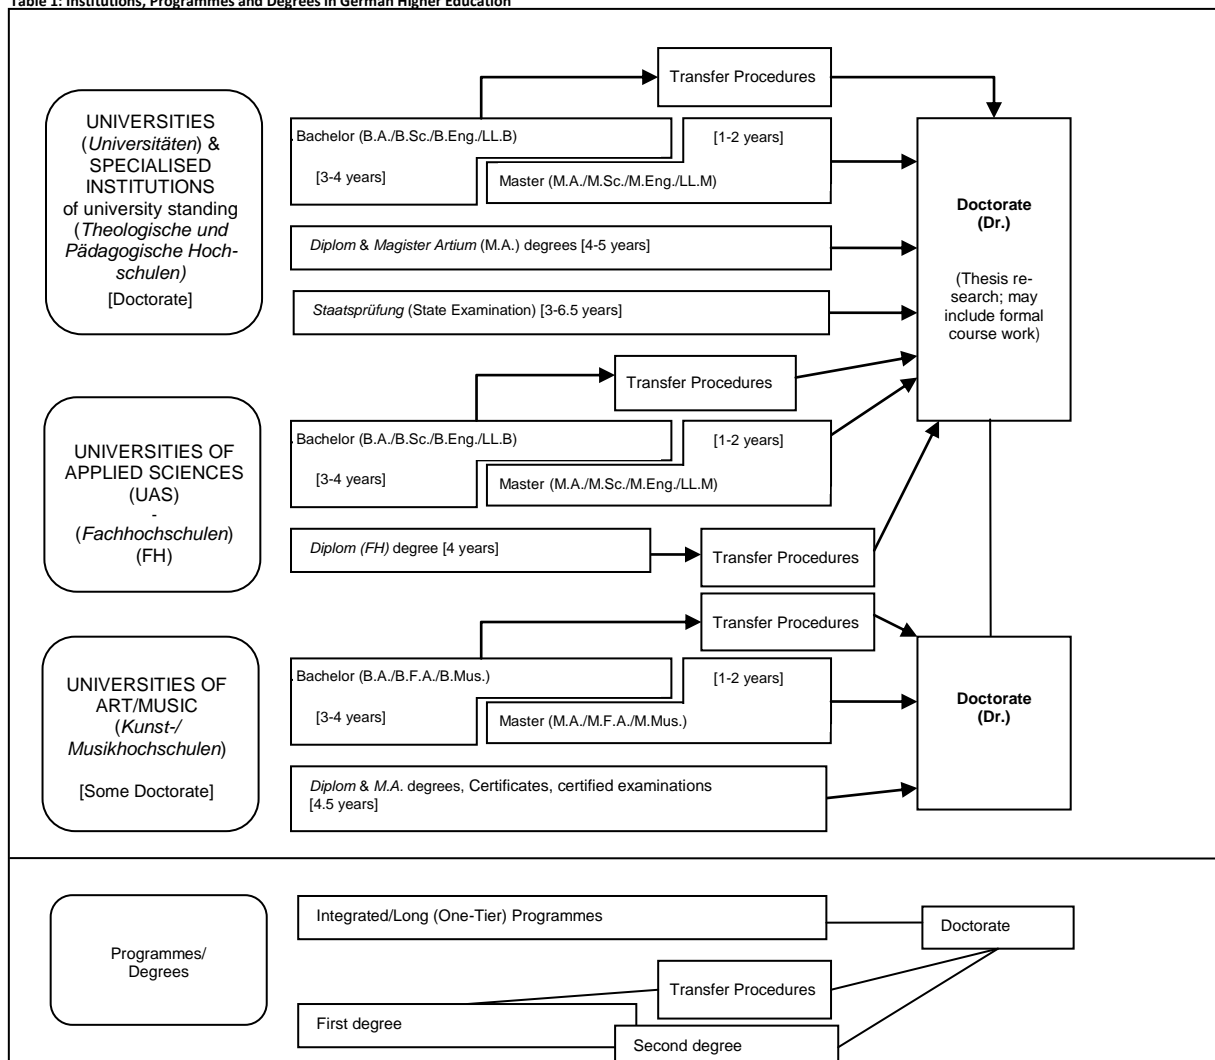 Table 1: Institutions, Programmes and Degrees in German Higher Education
Transfer Procedures
UNIVERSITIES
(Universitäten) &
SPECIALISED
INSTITUTIONS
of university standing
(Theologische und
Pädagogische Hoch-
schulen)
[Doctorate]
. Bachelor (B.A./B.Sc./B.Eng./LL.B)
[3-4 years]
[1-2 years]
Master (M.A./M.Sc./M.Eng./LL.M)
Diplom & Magister Artium (M.A.) degrees [4-5 years]
Staatsprüfung (State Examination) [3-6.5 years]
Doctorate
(Dr.)
(Thesis re-
search; may
include formal
course work)
Transfer Procedures
UNIVERSITIES OF
APPLIED SCIENCES
(UAS)
-
(Fachhochschulen)
(FH)
. Bachelor (B.A./B.Sc./B.Eng./LL.B)
[3-4 years]
[1-2 years]
Master (M.A./M.Sc./M.Eng./LL.M)
Diplom (FH) degree [4 years]
Transfer Procedures
Transfer Procedures
UNIVERSITIES OF
ART/MUSIC
(Kunst-/
Musikhochschulen)
[Some Doctorate]
. Bachelor (B.A./B.F.A./B.Mus.)
[3-4 years]
[1-2 years]
Master (M.A./M.F.A./M.Mus.)
Diplom & M.A. degrees, Certificates, certified examinations
[4.5 years]
Doctorate
(Dr.)
Programmes/
Degrees
Integrated/Long (One-Tier) Programmes
Doctorate
Transfer Procedures
First degree
Second degree